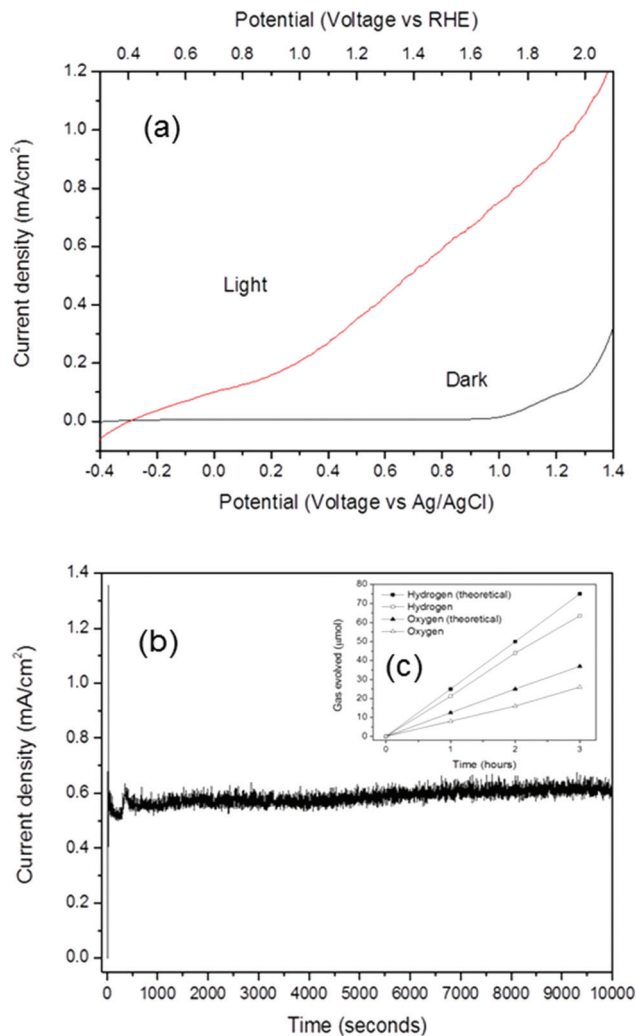 Potential (Voltage vs RHE)
0.4 0.6 0.8 1.0 1.2 1.4 1.6 1.8 2.0
1.2
1.0
0.8
0.6
0.4
0.2
0.0
Current density (mA/cm²)
(a)
Light
Dark
-0.4 -0.2 0.0 0.2 0.4 0.6 0.8 1.0 1.2 1.4
Potential (Voltage vs Ag/AgCl)
1.4
1.2
1.0
0.8
0.6
0.4
0.2
0.0
Current density (mA/cm²)
(b)
80
70
60
50
40
30
20
10
0
Gas evolved (μmol)
Hydrogen (theoretical)
Hydrogen
Oxygen (theoretical)
Oxygen
(c)
0 1 2 3
Time (hours)
0 1000 2000 3000 4000 5000 6000 7000 8000 9000 10000
Time (seconds)